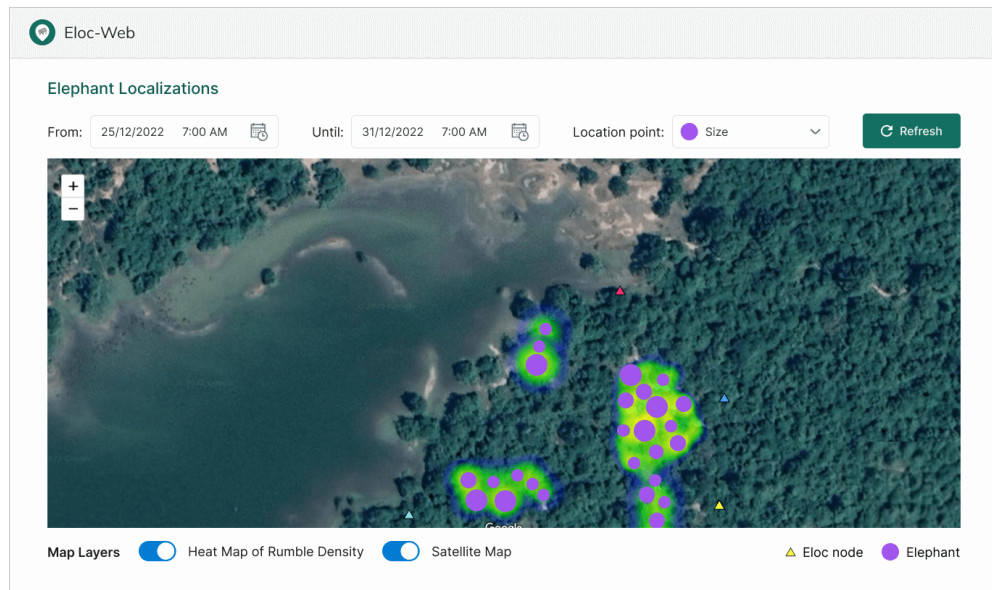 Eloc-Web
Elephant Localizations
From: 25/12/2022 7:00 AM Until: 31/12/2022 7:00 AM Location point: Size Refresh
+
−
Google
Map Layers Heat Map of Rumble Density Satellite Map Eloc node Elephant